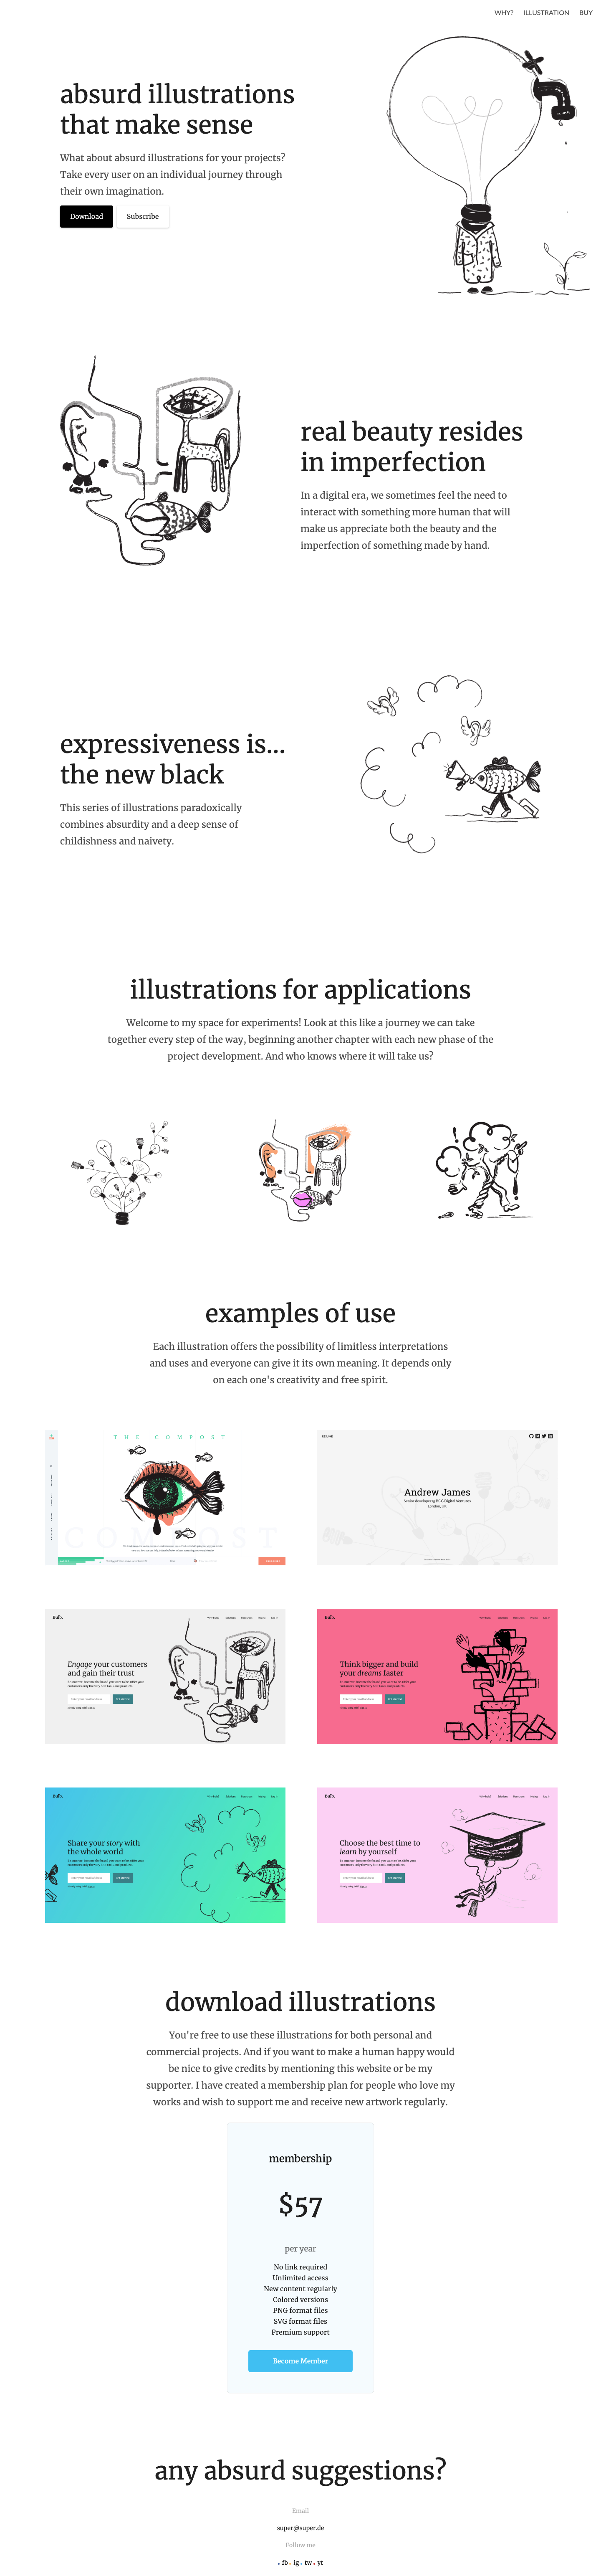 WHY? ILLUSTRATION BUY
absurd illustrations
that make sense
What about absurd illustrations for your projects?
Take every user on an individual journey through
their own imagination.
Download Subscribe
real beauty resides
in imperfection
In a digital era, we sometimes feel the need to
interact with something more human that will
make us appreciate both the beauty and the
imperfection of something made by hand.
expressiveness is...
the new black
This series of illustrations paradoxically
combines absurdity and a deep sense of
childishness and naivety.
illustrations for applications
Welcome to my space for experiments! Look at this like a journey we can take
together every step of the way, beginning another chapter with each new phase of the
project development. And who knows where it will take us?
examples of use
Each illustration offers the possibility of limitless interpretations
and uses and everyone can give it its own meaning. It depends only
on each one's creativity and free spirit.
THE COMPOST
COMPOST
Andrew James
Senior developer @ BCG Digital Ventures
London, UK
Bulb.
Engage your customers
and gain their trust
Bulb.
Think bigger and build
your dreams faster
Bulb.
Share your story with
the whole world
Bulb.
Choose the best time to
learn by yourself
download illustrations
You're free to use these illustrations for both personal and
commercial projects. And if you want to make a human happy would
be nice to give credits by mentioning this website or be my
supporter. I have created a membership plan for people who love my
works and wish to support me and receive new artwork regularly.
membership
$57
per year
No link required
Unlimited access
New content regularly
Colored versions
PNG format files
SVG format files
Premium support
Become Member
any absurd suggestions?
Email
super@super.de
Follow me
. fb . ig . tw . yt